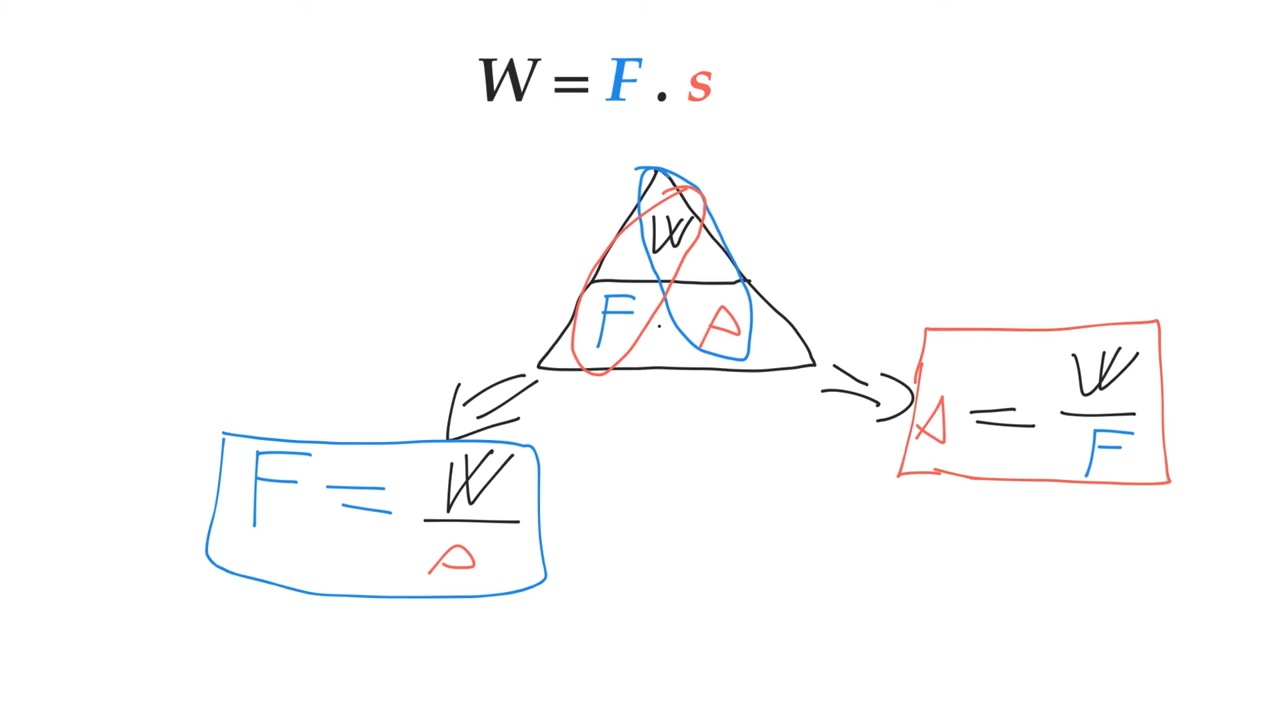 W = F . s
W
F . s
F = W / s
s = W / F